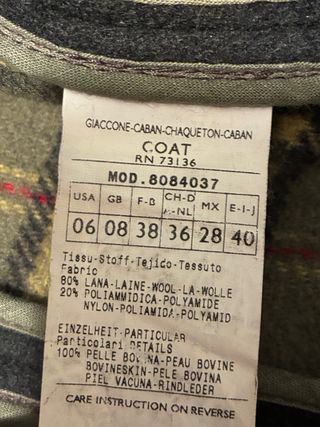 GIACCONE-CABAN-CHAQUETON-CABAN
COAT
RN 73136
MOD.8084037
USA GB F-B CH-D A-NL MX E-I-J
06 08 38 36 28 40
Tissu-Stoff-Tejido-Tessuto
Fabric
80% LANA-LAINE-WOOL-LA-WOLLE
20% POLIAMMIDICA-POLYAMIDE
NYLON-POLIAMIDA-POLYAMID
EINZELHEIT-PARTICULAR
Particolari DETAILS
100% PELLE BOVINA-PEAU BOVINE
BOVINESKIN-PELE BOVINA
PIEL VACUNA-RINDLEDER
CARE INSTRUCTION ON REVERSE